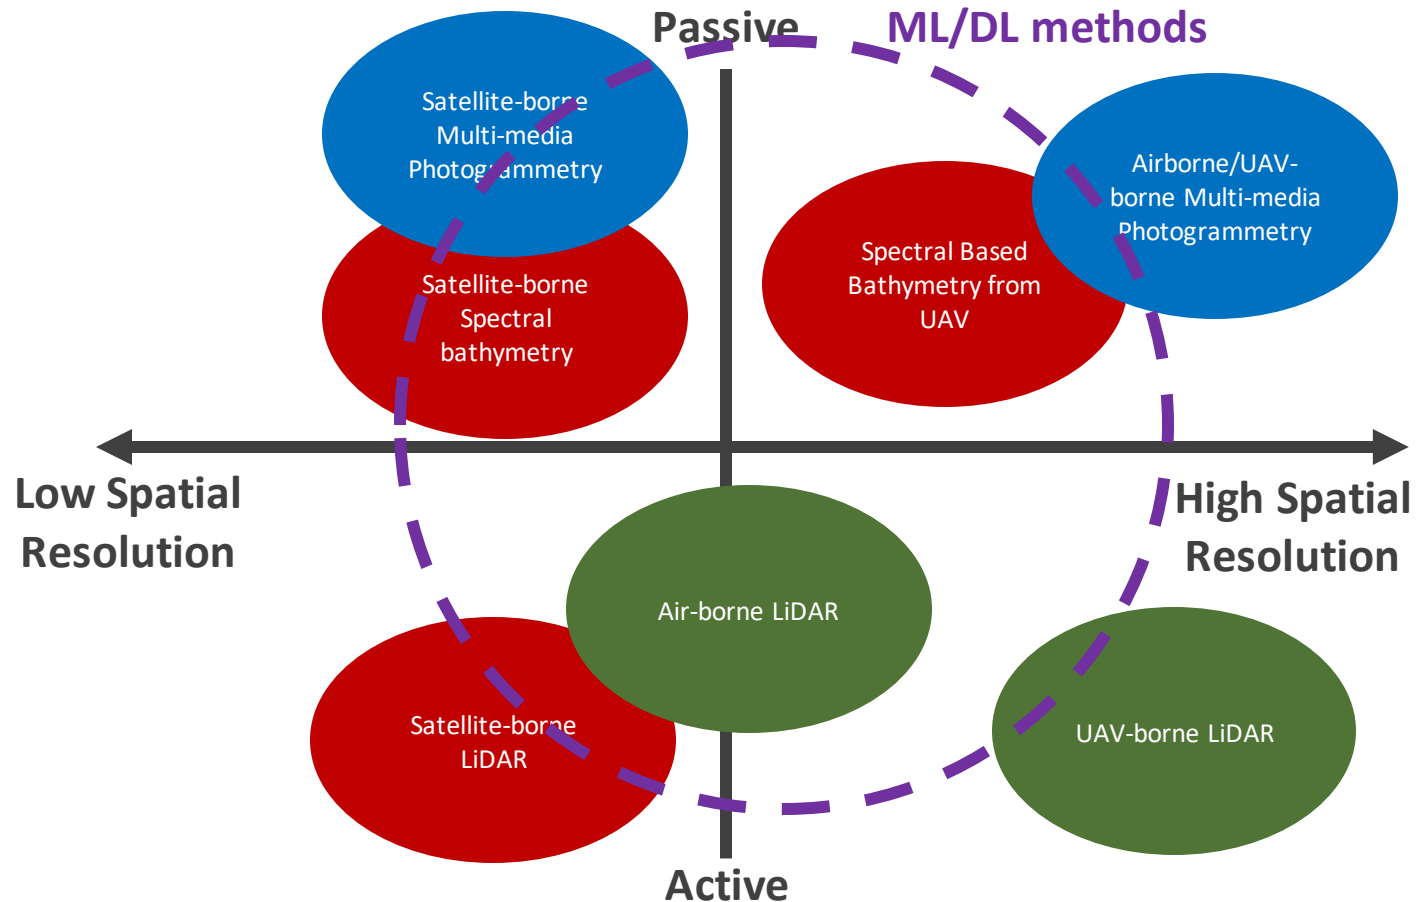 Passive
ML/DL methods
Satellite-borne
Multi-media
Photogrammetry
Airborne/UAV-
borne Multi-media
Photogrammetry
Spectral Based
Bathymetry from
UAV
Satellite-borne
Spectral
bathymetry
Low Spatial
Resolution
High Spatial
Resolution
Air-borne LiDAR
Satellite-borne
LiDAR
UAV-borne LiDAR
Active